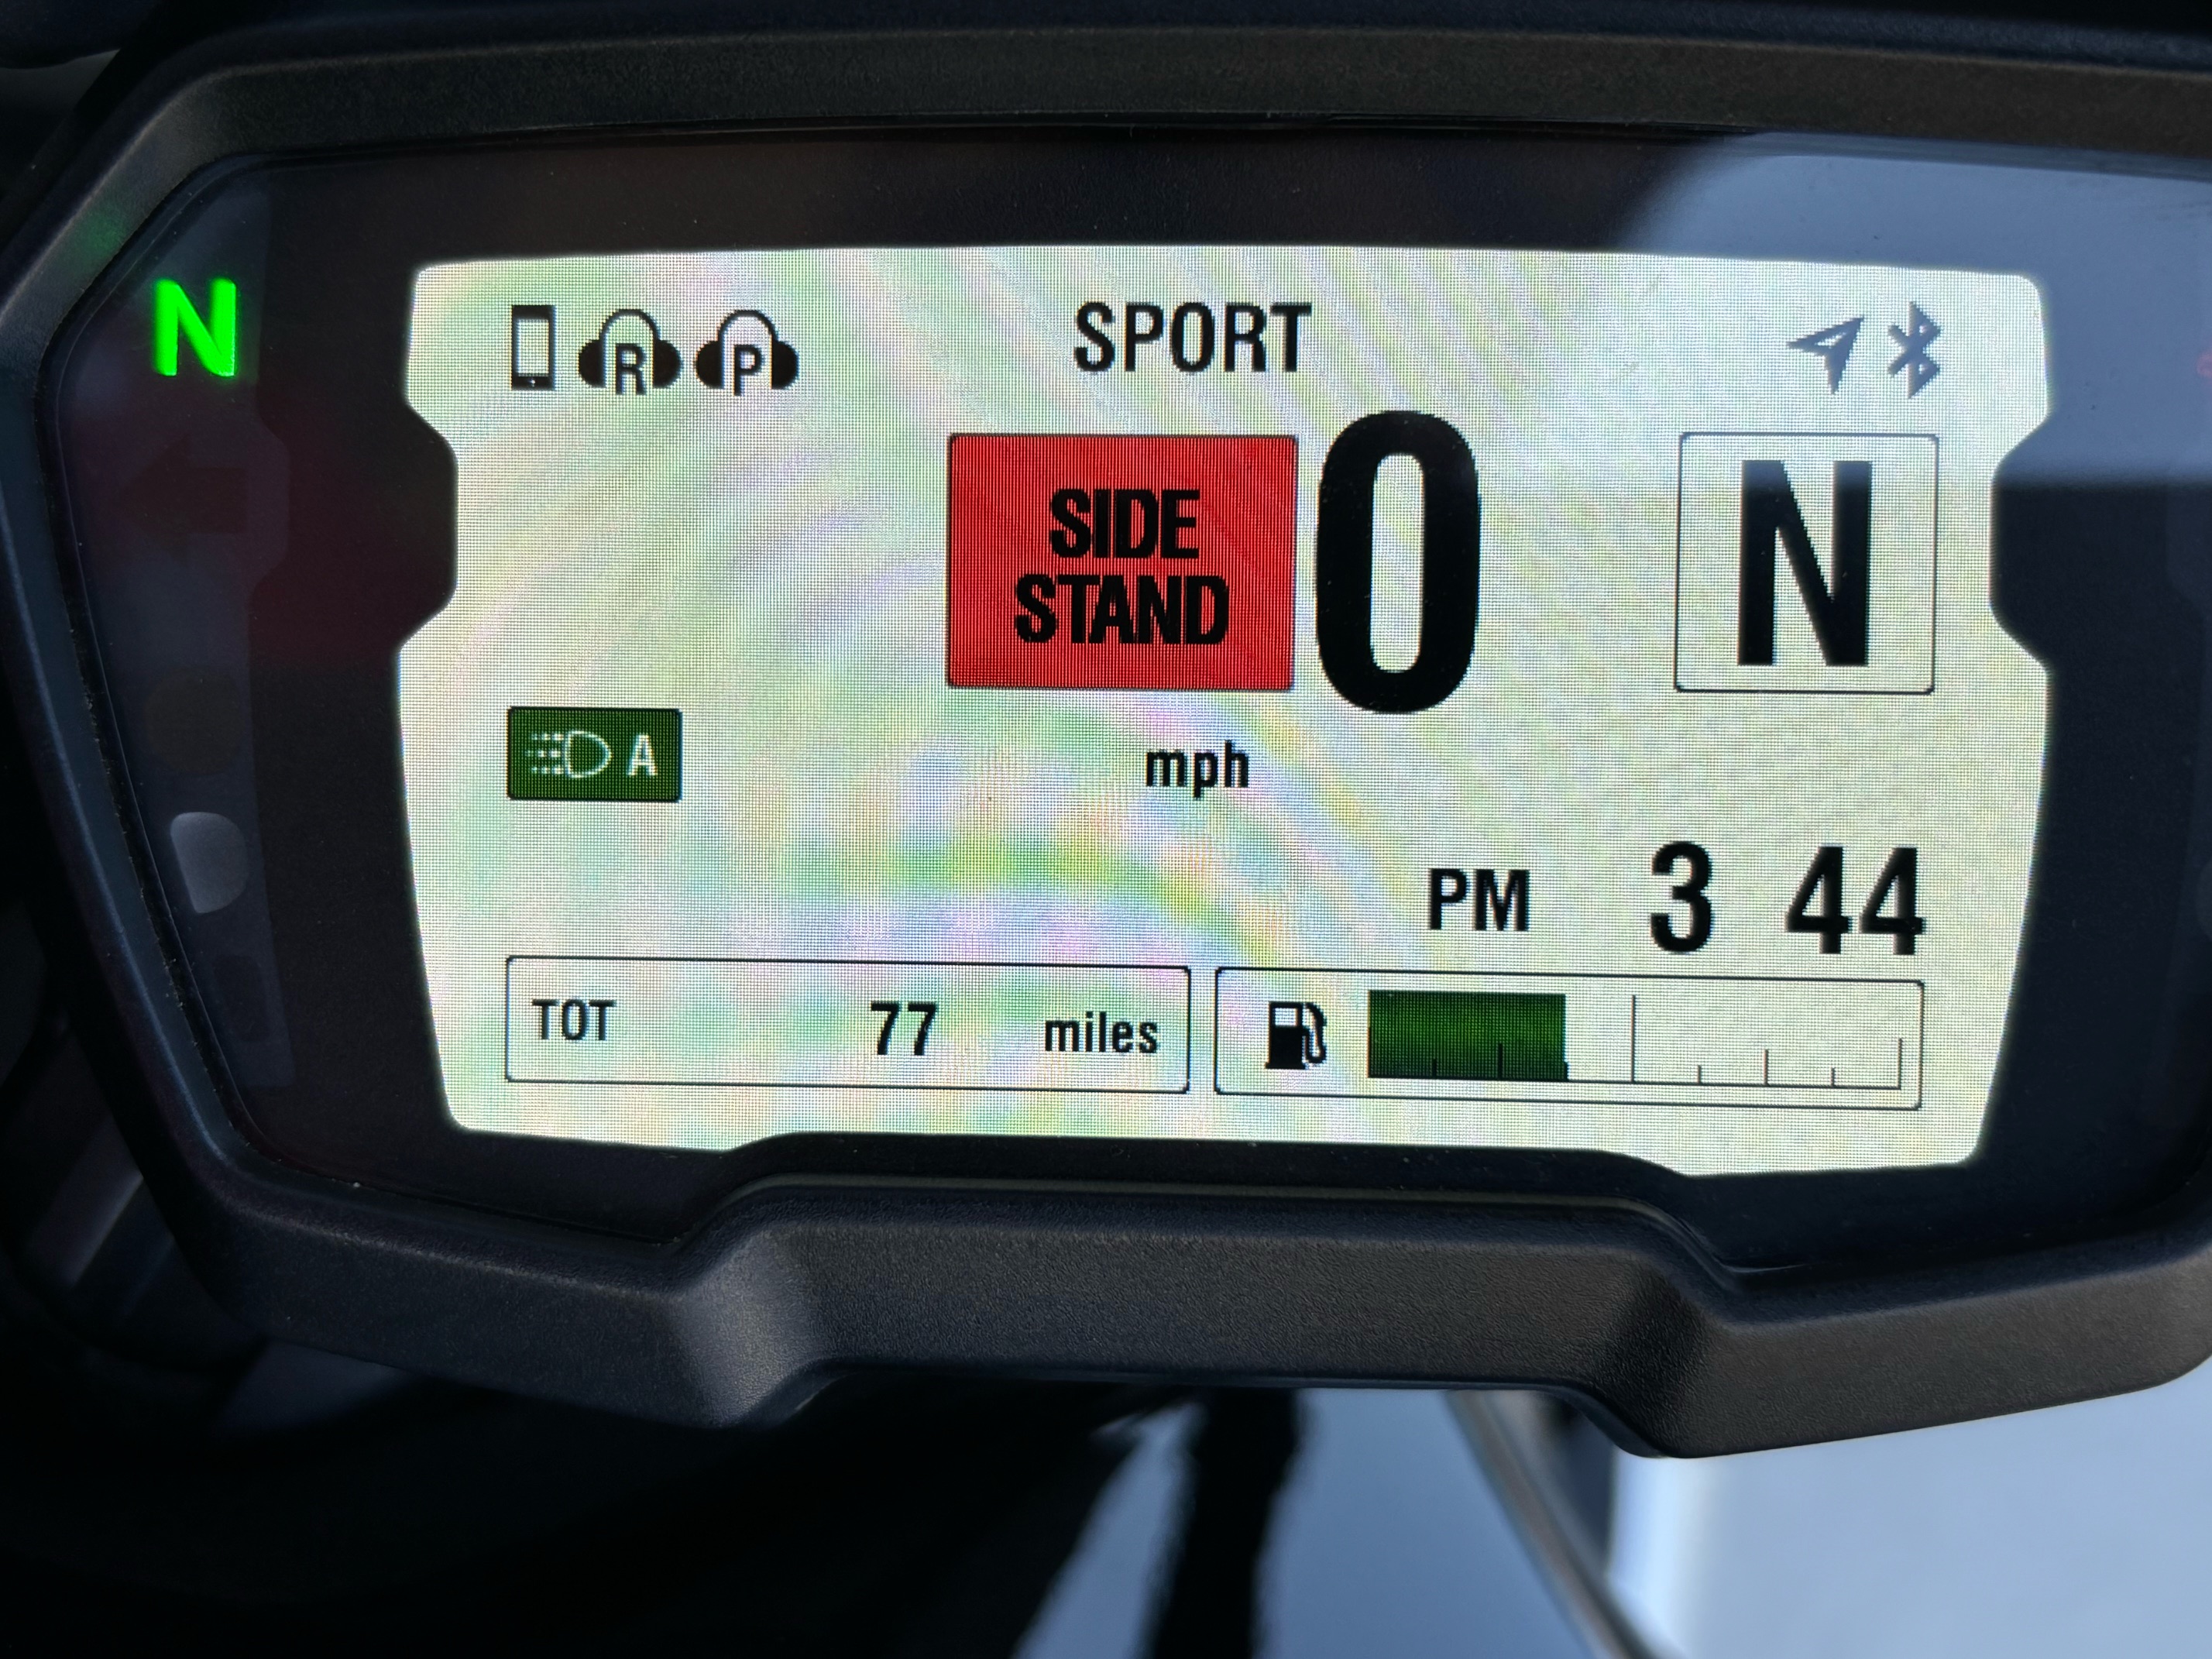 N
R P SPORT
SIDE
STAND
0 N
A
mph
PM 3 44
TOT 77 miles